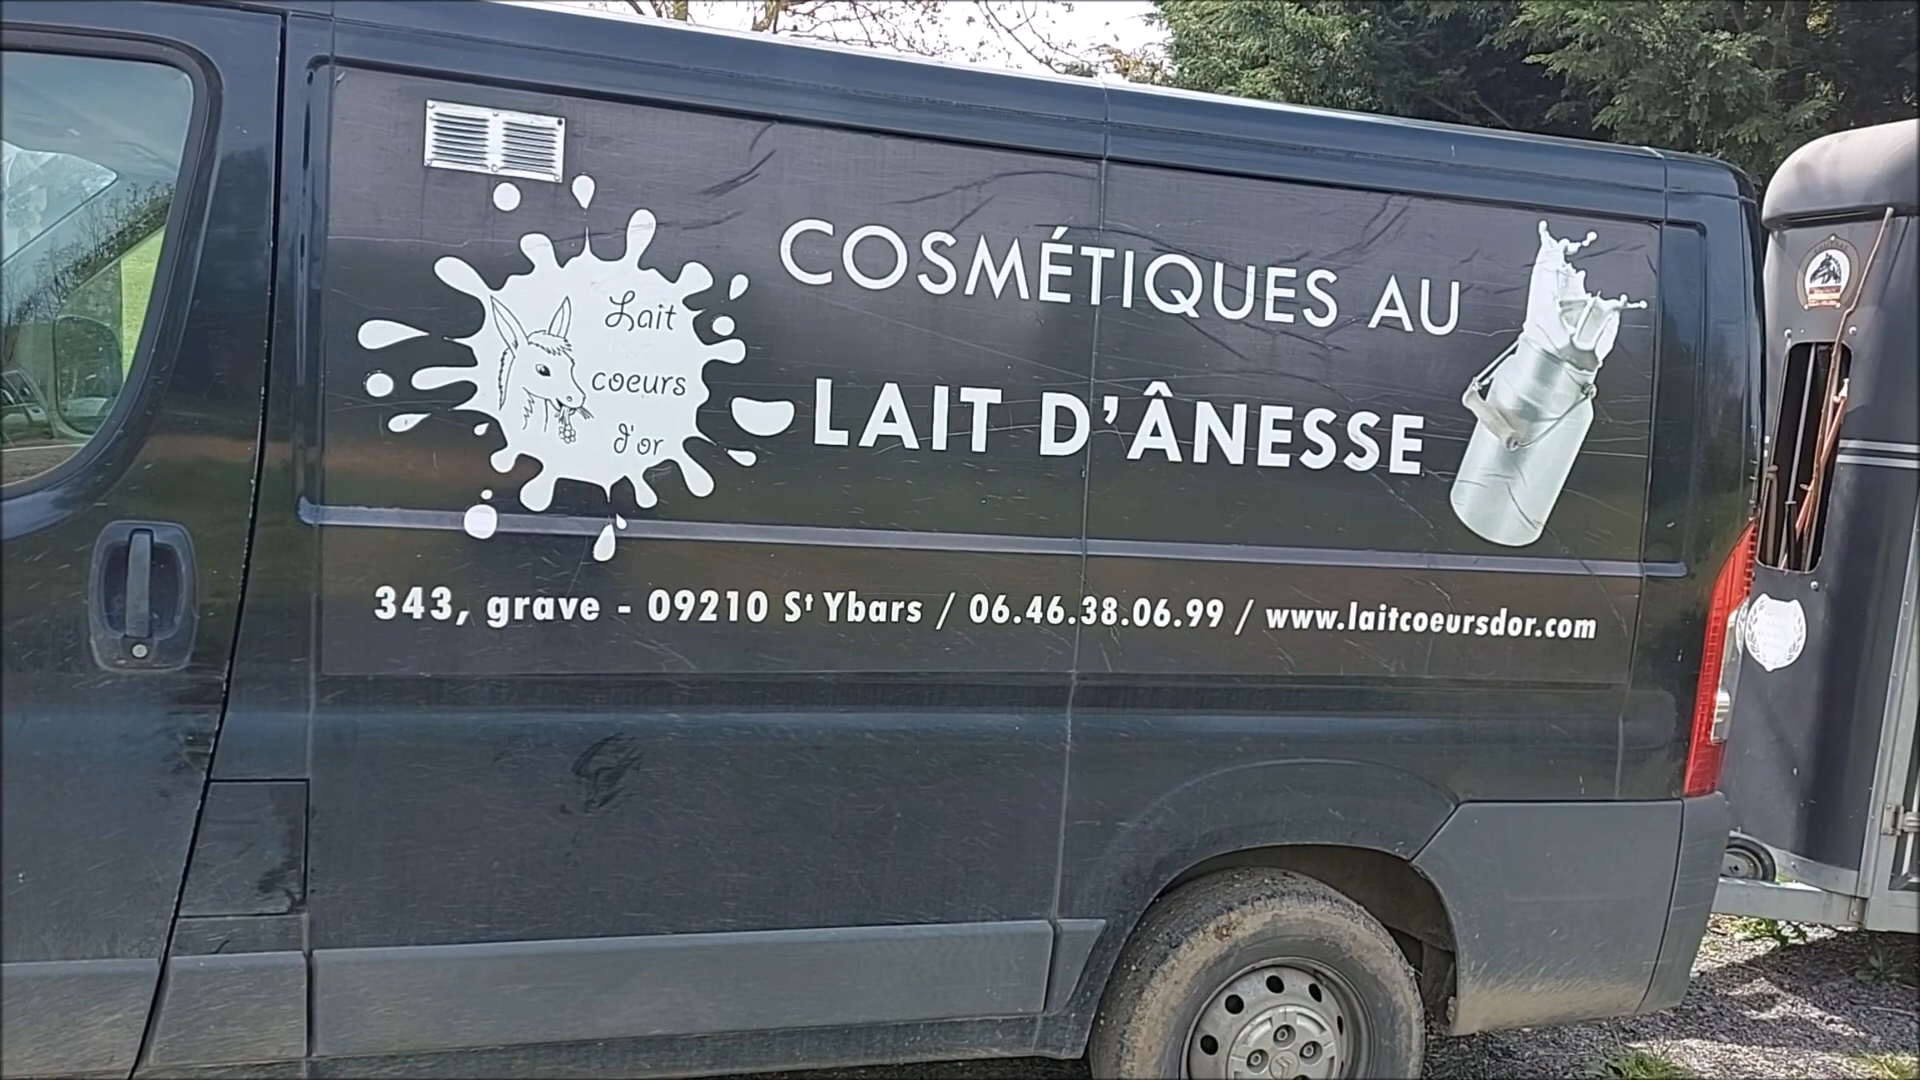 Lait
coeurs
d'or
COSMÉTIQUES AU
LAIT D'ÂNESSE
343, grave - 09210 St Ybars / 06.46.38.06.99 / www.laitcoeursdor.com